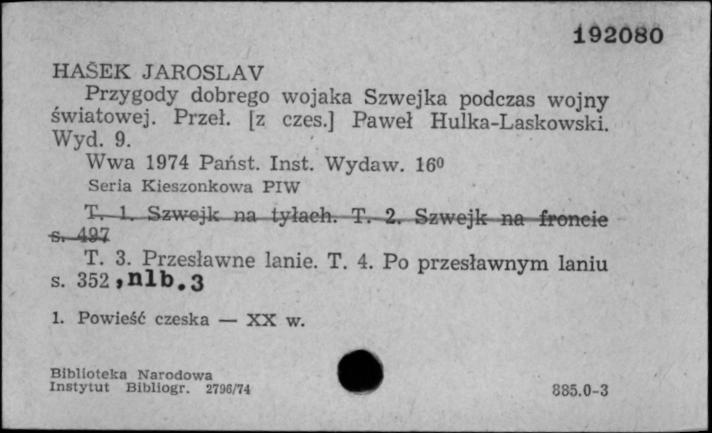 192080
HAŠEK JAROSLAV
Przygody dobrego wojaka Szwejka podczas wojny
światowej. Przeł. [z czes.] Paweł Hulka-Laskowski.
Wyd. 9.
Wwa 1974 Państ. Inst. Wydaw. 16⁰
Seria Kieszonkowa PIW
T. 1. Szwejk na tyłach. T. 2. Szwejk na froncie
s. 497
T. 3. Przesławne lanie. T. 4. Po przesławnym laniu
s. 352, nlb. 3
1. Powieść czeska — XX w.
Biblioteka Narodowa
Instytut Bibliogr. 2796/74
885.0-3